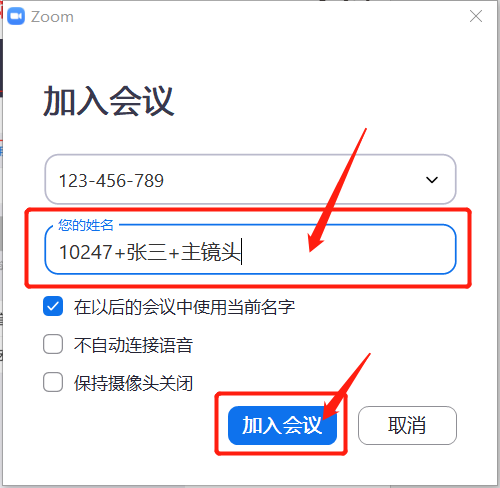 Zoom
加入会议
123-456-789
您的姓名
10247+张三+主镜头
在以后的会议中使用当前名字
不自动连接语音
保持摄像头关闭
加入会议
取消